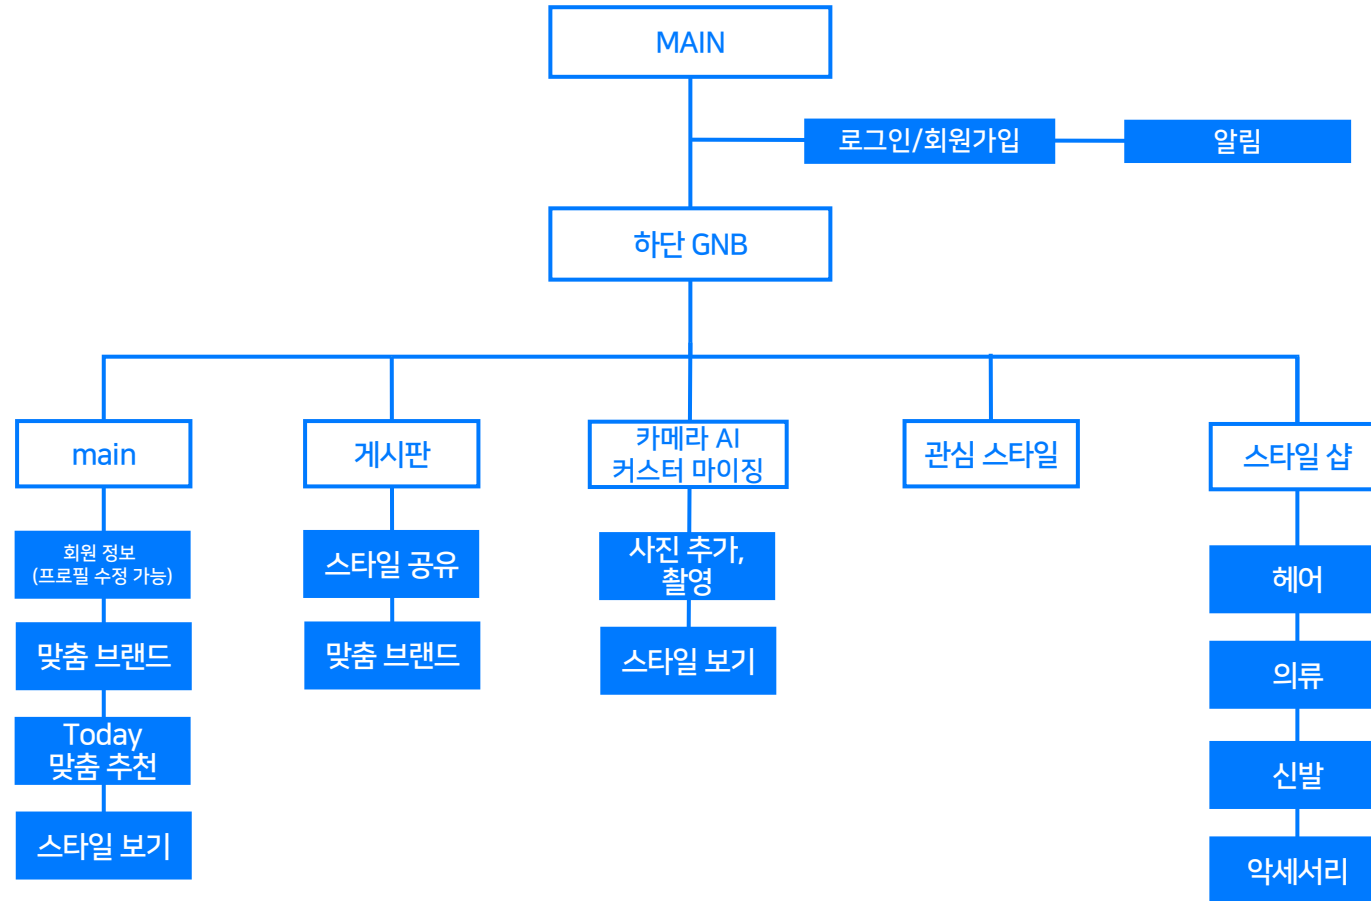 MAIN
로그인/회원가입
알림
하단 GNB
main
게시판
카메라 AI
커스터 마이징
관심 스타일
스타일 샵
회원 정보
(프로필 수정 가능)
맞춤 브랜드
Today
맞춤 추천
스타일 보기
스타일 공유
맞춤 브랜드
사진 추가,
촬영
스타일 보기
헤어
의류
신발
악세서리